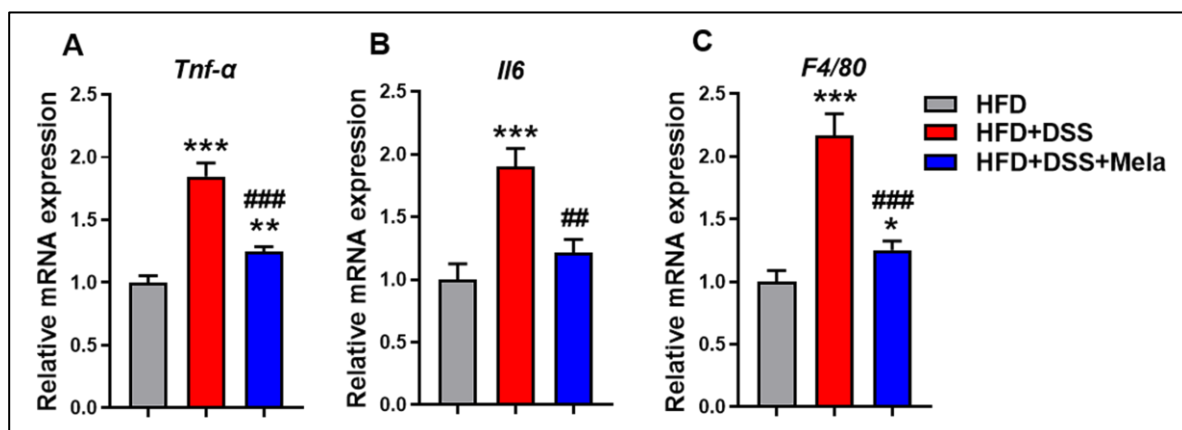 A
Tnf-α
Relative mRNA expression
2.5
2.0
1.5
1.0
0.5
0.0
***
###
**
B
Il6
Relative mRNA expression
2.5
2.0
1.5
1.0
0.5
0.0
***
##
C
F4/80
Relative mRNA expression
2.5
2.0
1.5
1.0
0.5
0.0
***
###
*
HFD
HFD+DSS
HFD+DSS+Mela